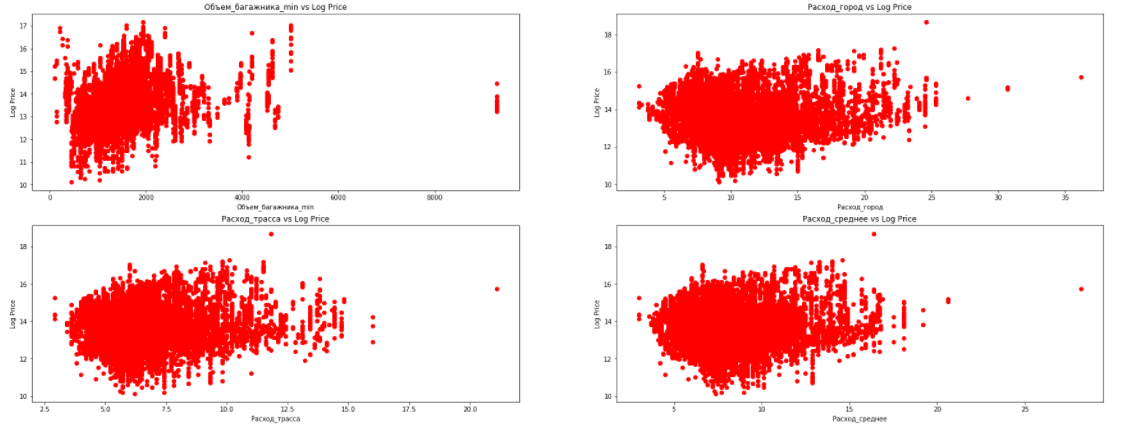 Объем_багажника_min vs Log Price
17
16
15
14
13
12
11
10
Log Price
0 2000 4000 6000 8000
Объем_багажника_min
Расход_город vs Log Price
18
16
14
12
10
Log Price
5 10 15 20 25 30 35
Расход_город
Расход_трасса vs Log Price
18
16
14
12
10
Log Price
2.5 5.0 7.5 10.0 12.5 15.0 17.5 20.0
Расход_трасса
Расход_среднее vs Log Price
18
16
14
12
10
Log Price
5 10 15 20 25
Расход_среднее